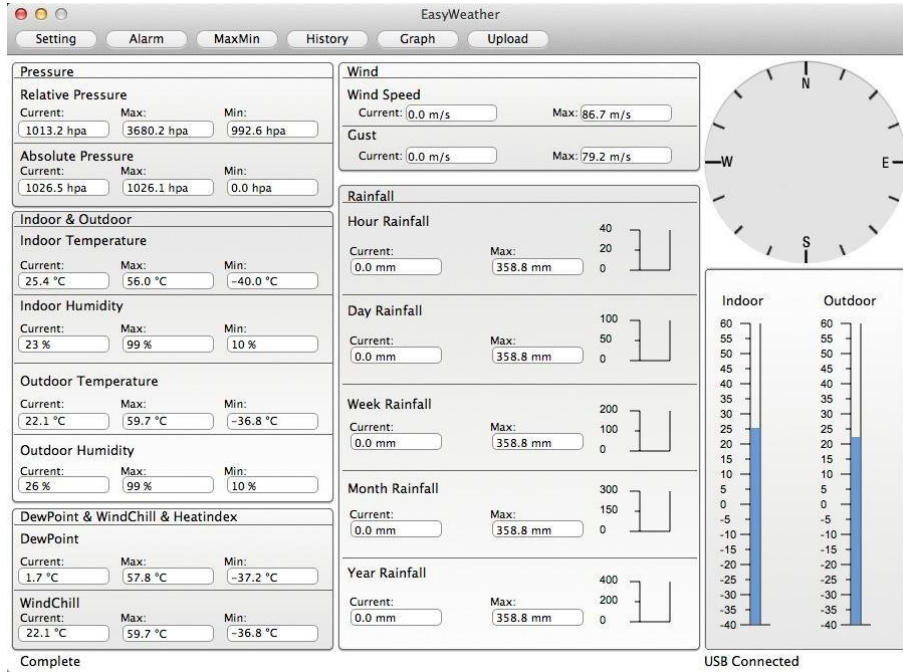 EasyWeather
Setting Alarm MaxMin History Graph Upload
Pressure
Relative Pressure
Current: Max: Min:
1013.2 hpa 3680.2 hpa 992.6 hpa
Absolute Pressure
Current: Max: Min:
1026.5 hpa 1026.1 hpa 0.0 hpa
Indoor & Outdoor
Indoor Temperature
Current: Max: Min:
25.4 °C 56.0 °C -40.0 °C
Indoor Humidity
Current: Max: Min:
23 % 99 % 10 %
Outdoor Temperature
Current: Max: Min:
22.1 °C 59.7 °C -36.8 °C
Outdoor Humidity
Current: Max: Min:
26 % 99 % 10 %
DewPoint & WindChill & Heatindex
DewPoint
Current: Max: Min:
1.7 °C 57.8 °C -37.2 °C
WindChill
Current: Max: Min:
22.1 °C 59.7 °C -36.8 °C
Complete
Wind
Wind Speed
Current: 0.0 m/s Max: 86.7 m/s
Gust
Current: 0.0 m/s Max: 79.2 m/s
Rainfall
Hour Rainfall
Current: Max:
0.0 mm 358.8 mm
40
20
0
Day Rainfall
Current: Max:
0.0 mm 358.8 mm
100
50
0
Week Rainfall
Current: Max:
0.0 mm 358.8 mm
200
100
0
Month Rainfall
Current: Max:
0.0 mm 358.8 mm
300
150
0
Year Rainfall
Current: Max:
0.0 mm 358.8 mm
400
200
0
N
W E
S
Indoor Outdoor
60 60
55 55
50 50
45 45
40 40
35 35
30 30
25 25
20 20
15 15
10 10
5 5
0 0
-5 -5
-10 -10
-15 -15
-20 -20
-25 -25
-30 -30
-35 -35
-40 -40
USB Connected